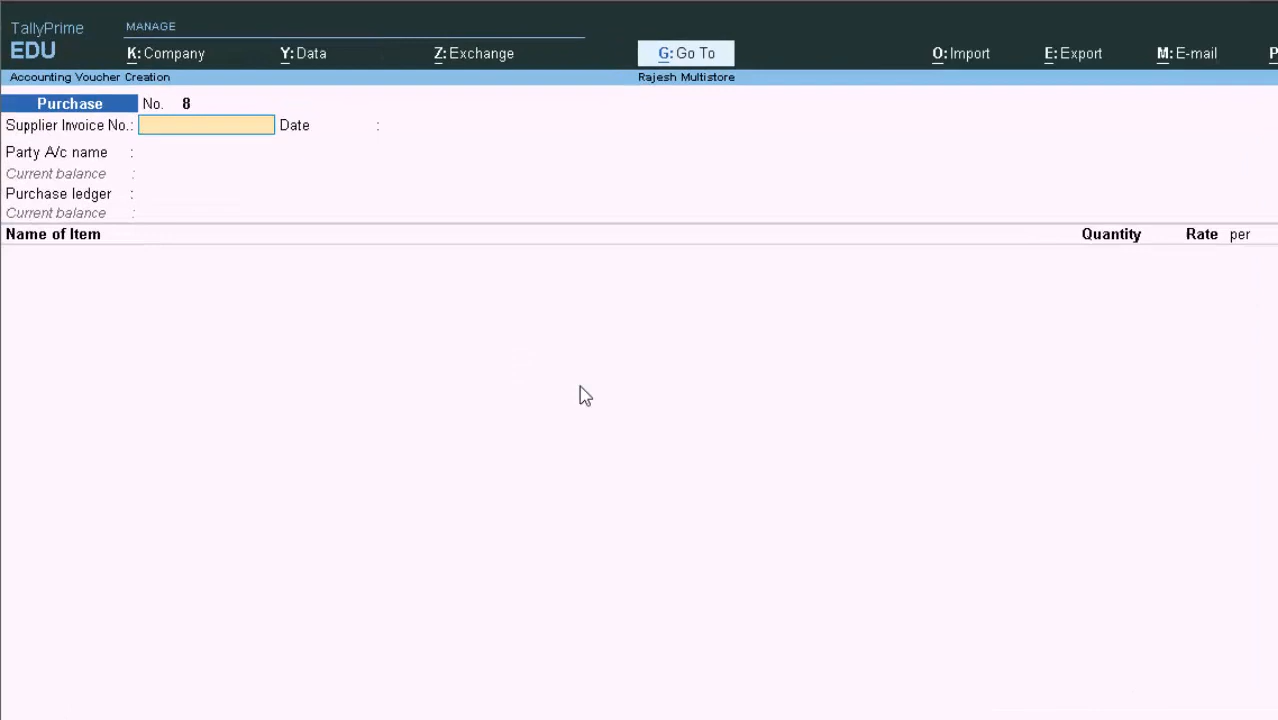 TallyPrime MANAGE
EDU K: Company Y: Data Z: Exchange G: Go To O: Import E: Export M: E-mail P
Accounting Voucher Creation Rajesh Multistore
Purchase No. 8
Supplier Invoice No.: Date :
Party A/c name :
Current balance :
Purchase ledger :
Current balance :
Name of Item Quantity Rate per